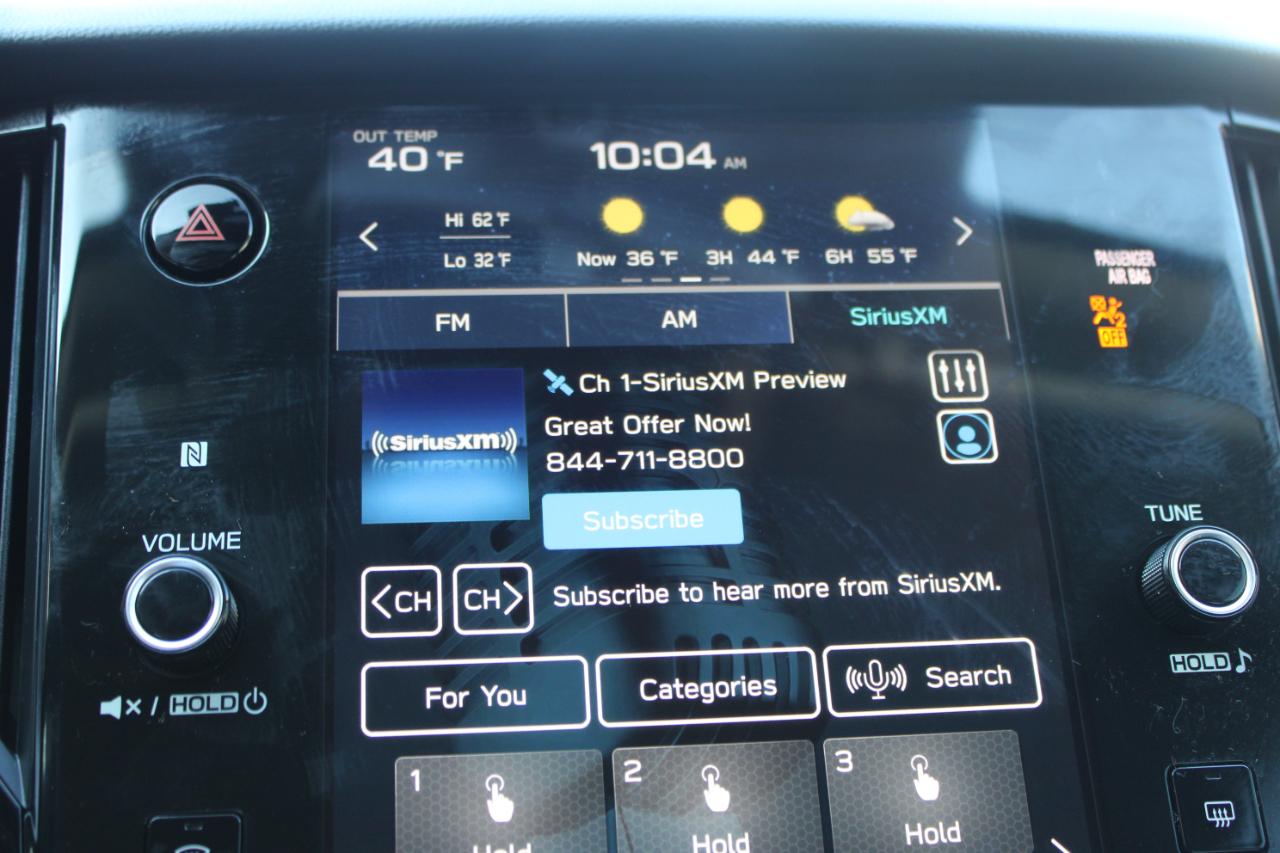 OUT TEMP
40 °F
10:04 AM
Hi 62 °F
Lo 32 °F
Now 36 °F
3H 44 °F
6H 55 °F
PASSENGER
AIR BAG
OFF
FM
AM
SiriusXM
Ch 1-SiriusXM Preview
Great Offer Now!
844-711-8800
((SiriusXM))
Subscribe
VOLUME
TUNE
<CH
CH>
Subscribe to hear more from SiriusXM.
For You
Categories
Search
HOLD
HOLD
1
2
3
Hold
Hold
Hold